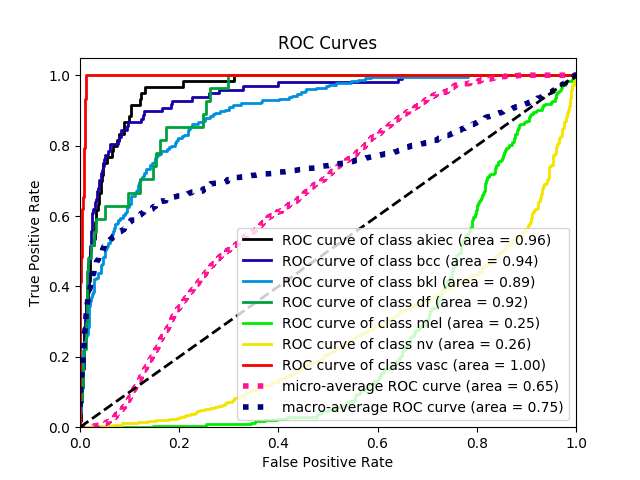 ROC Curves
True Positive Rate
1.0
0.8
0.6
0.4
0.2
0.0
ROC curve of class akiec (area = 0.96)
ROC curve of class bcc (area = 0.94)
ROC curve of class bkl (area = 0.89)
ROC curve of class df (area = 0.92)
ROC curve of class mel (area = 0.25)
ROC curve of class nv (area = 0.26)
ROC curve of class vasc (area = 1.00)
micro-average ROC curve (area = 0.65)
macro-average ROC curve (area = 0.75)
0.0 0.2 0.4 0.6 0.8 1.0
False Positive Rate